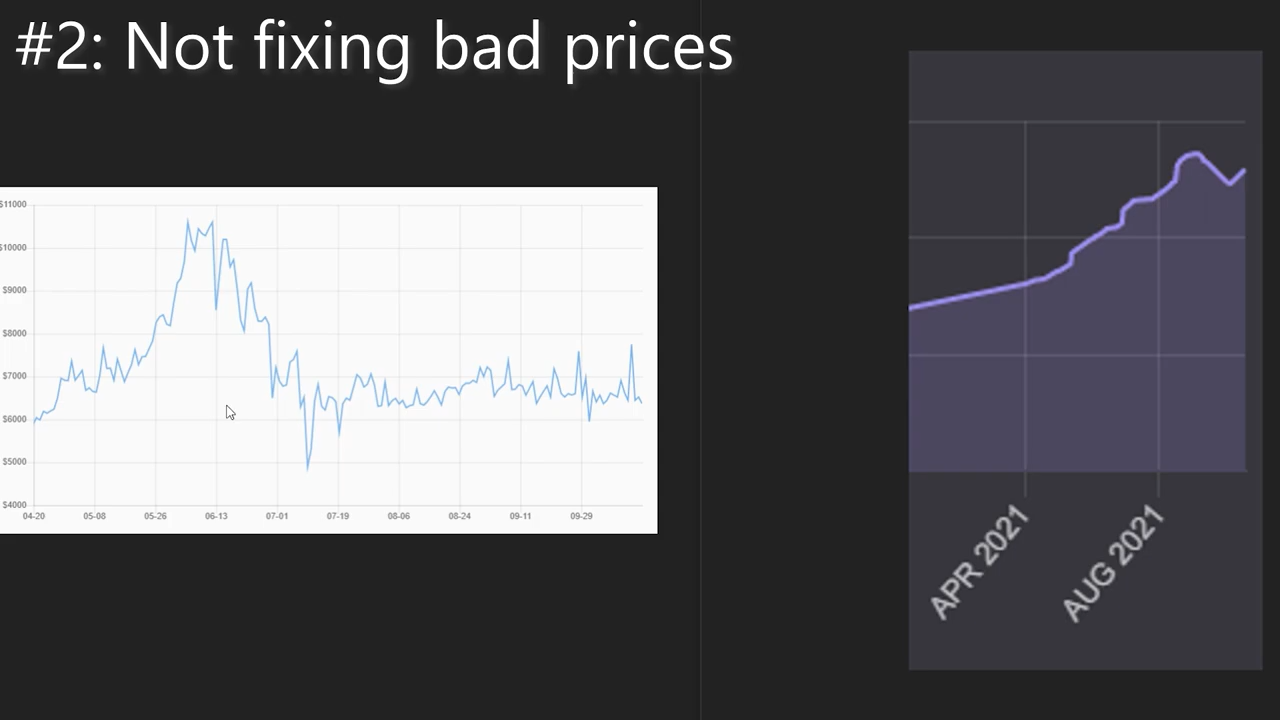 #2: Not fixing bad prices
$11000
$10000
$9000
$8000
$7000
$6000
$5000
$4000
04-20 05-08 05-26 06-13 07-01 07-19 08-06 08-24 09-11 09-29
APR 2021
AUG 2021